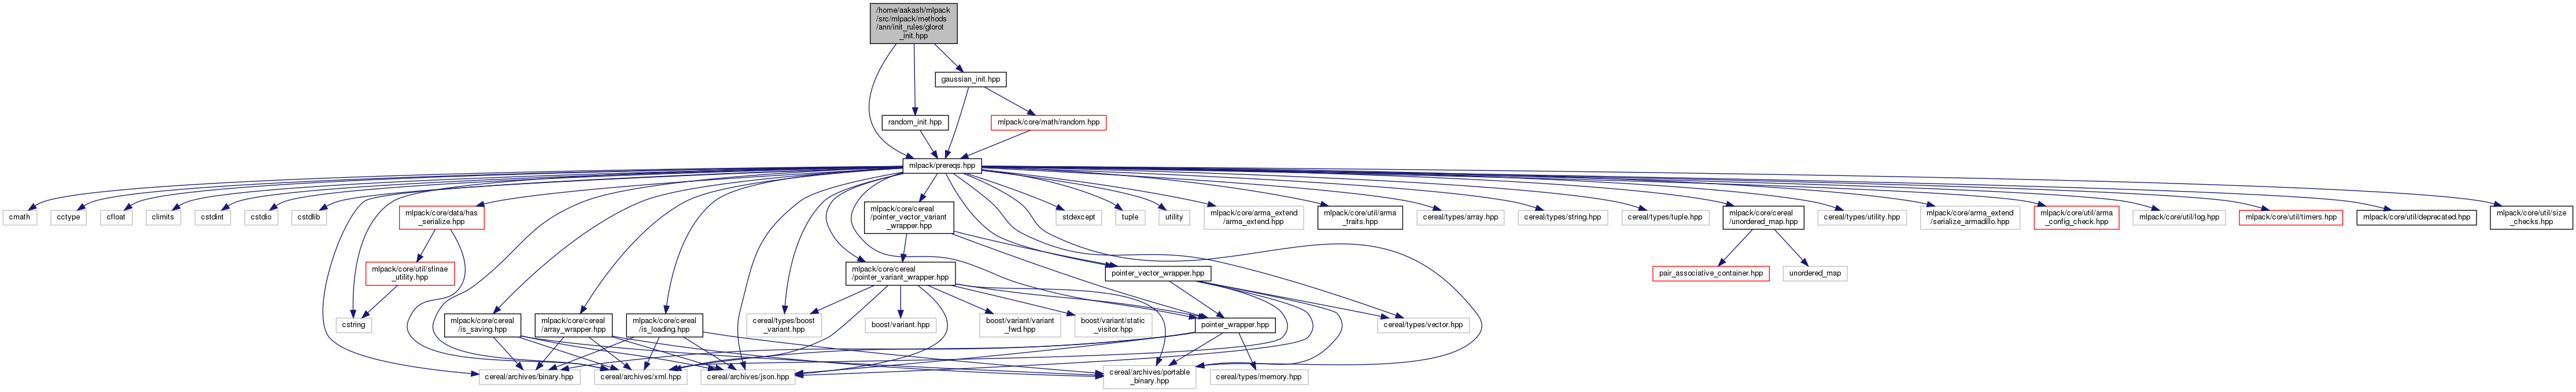 /home/aakash/mlpack
/src/mlpack/methods
/ann/init_rules/glorot
_init.hpp
gaussian_init.hpp
random_init.hpp
mlpack/core/math/random.hpp
mlpack/prereqs.hpp
cmath
cctype
cfloat
climits
cstdint
cstdio
cstdlib
mlpack/core/data/has
_serialize.hpp
mlpack/core/cereal
/pointer_vector_variant
_wrapper.hpp
stdexcept
tuple
utility
mlpack/core/arma_extend
/arma_extend.hpp
mlpack/core/util/arma
_traits.hpp
cereal/types/array.hpp
cereal/types/string.hpp
cereal/types/tuple.hpp
mlpack/core/cereal
/unordered_map.hpp
cereal/types/utility.hpp
mlpack/core/arma_extend
/serialize_armadillo.hpp
mlpack/core/util/arma
_config_check.hpp
mlpack/core/util/log.hpp
mlpack/core/util/timers.hpp
mlpack/core/util/deprecated.hpp
mlpack/core/util/size
_checks.hpp
mlpack/core/util/sfinae
_utility.hpp
mlpack/core/cereal
/pointer_variant_wrapper.hpp
pointer_vector_wrapper.hpp
pair_associative_container.hpp
unordered_map
cstring
mlpack/core/cereal
/is_saving.hpp
mlpack/core/cereal
/array_wrapper.hpp
mlpack/core/cereal
/is_loading.hpp
cereal/types/boost
_variant.hpp
boost/variant.hpp
boost/variant/variant
_fwd.hpp
boost/variant/static
_visitor.hpp
pointer_wrapper.hpp
cereal/types/vector.hpp
cereal/archives/binary.hpp
cereal/archives/xml.hpp
cereal/archives/json.hpp
cereal/archives/portable
_binary.hpp
cereal/types/memory.hpp